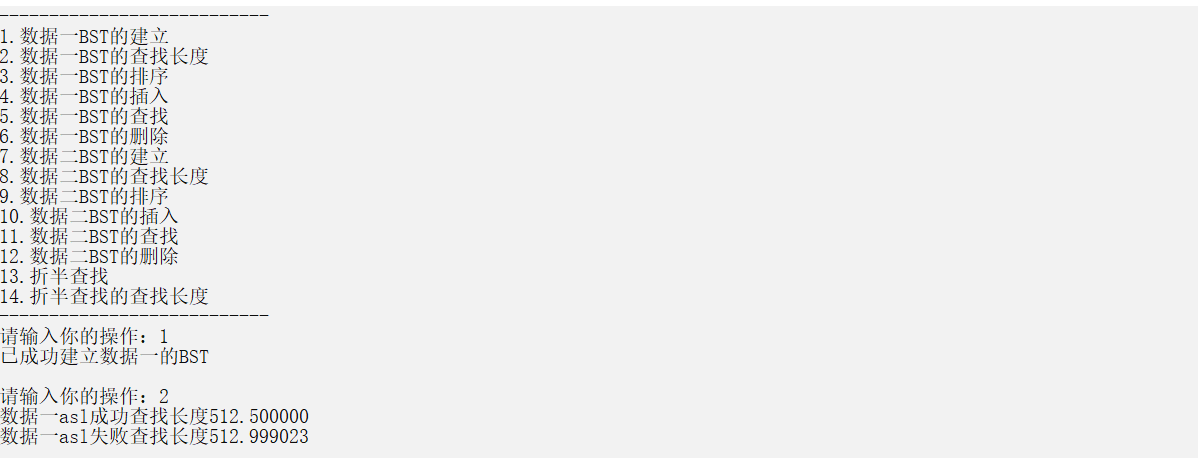 ---------------------------
1.数据一BST的建立
2.数据一BST的查找长度
3.数据一BST的排序
4.数据一BST的插入
5.数据一BST的查找
6.数据一BST的删除
7.数据二BST的建立
8.数据二BST的查找长度
9.数据二BST的排序
10.数据二BST的插入
11.数据二BST的查找
12.数据二BST的删除
13.折半查找
14.折半查找的查找长度
---------------------------
请输入你的操作：1
已成功建立数据一的BST
请输入你的操作：2
数据一asl成功查找长度512.500000
数据一asl失败查找长度512.999023